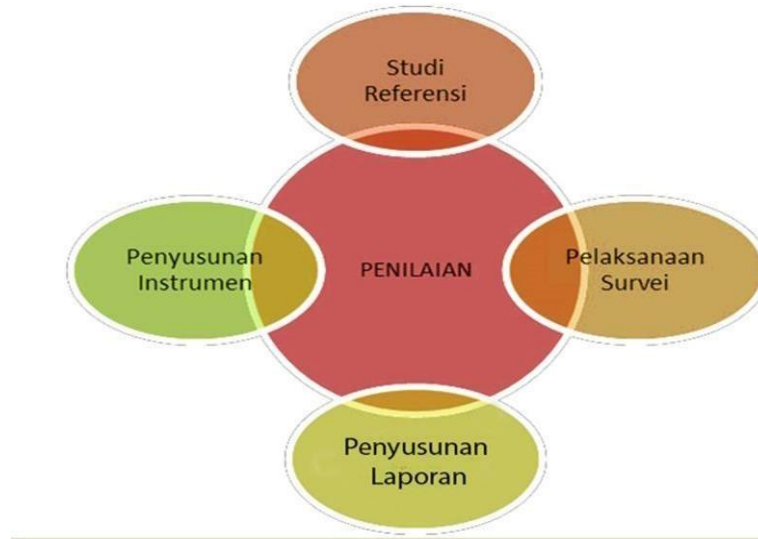 Studi
Referensi
Penyusunan
Instrumen
PENILAIAN
Pelaksanaan
Survei
Penyusunan
Laporan